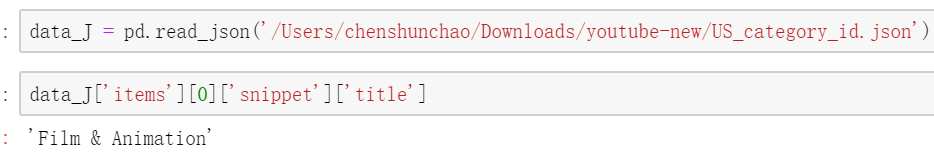 : data_J = pd.read_json('/Users/chenshunchao/Downloads/youtube-new/US_category_id.json')
: data_J['items'][0]['snippet']['title']
: 'Film & Animation'